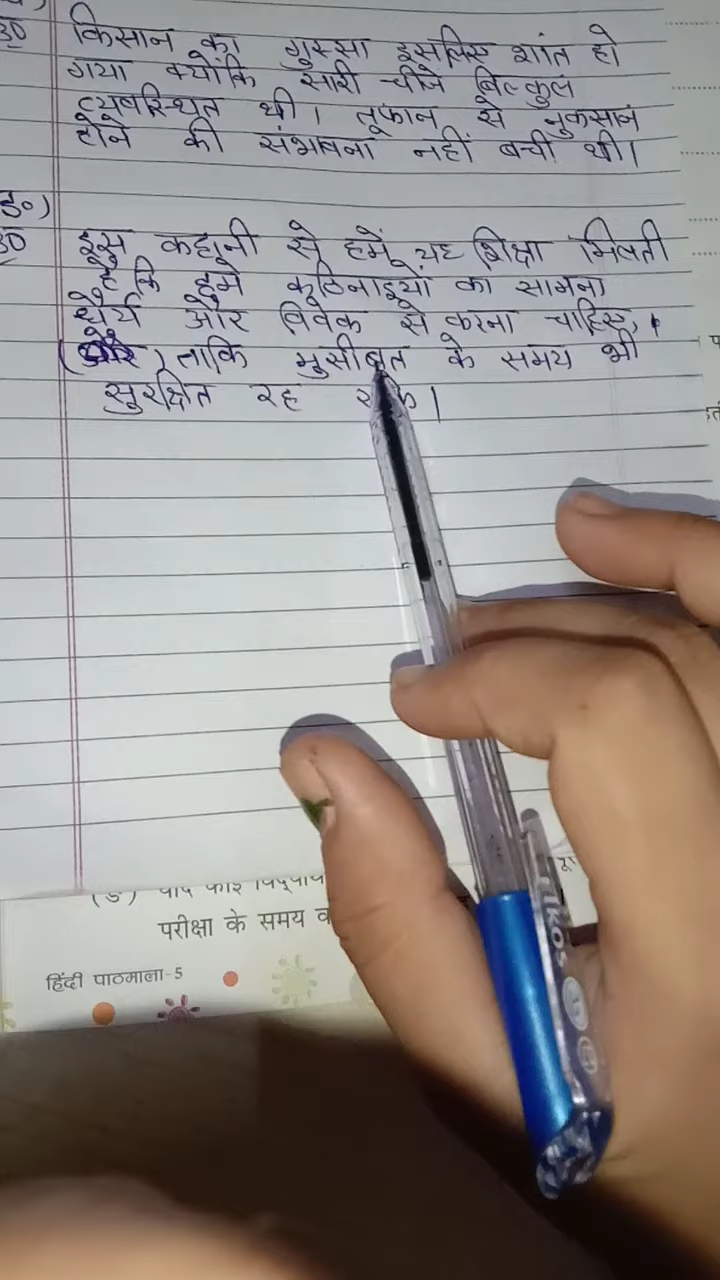 उ० किसान का गुस्सा इसलिए शांत हो
गया क्योंकि सारी चीजें बिल्कुल
व्यवस्थित थी। तूफान से नुकसान
होने की संभावना नहीं बची थी।
ड०)
उ० इस कहानी से हमें यह शिक्षा मिलती
है कि हमें कठिनाइयों का सामना
धैर्य और विवेक से करना चाहिए,
ताकि मुसीबत के समय भी
सुरक्षित रह
(ङ)
परीक्षा के समय
हिंदी पाठमाला-5